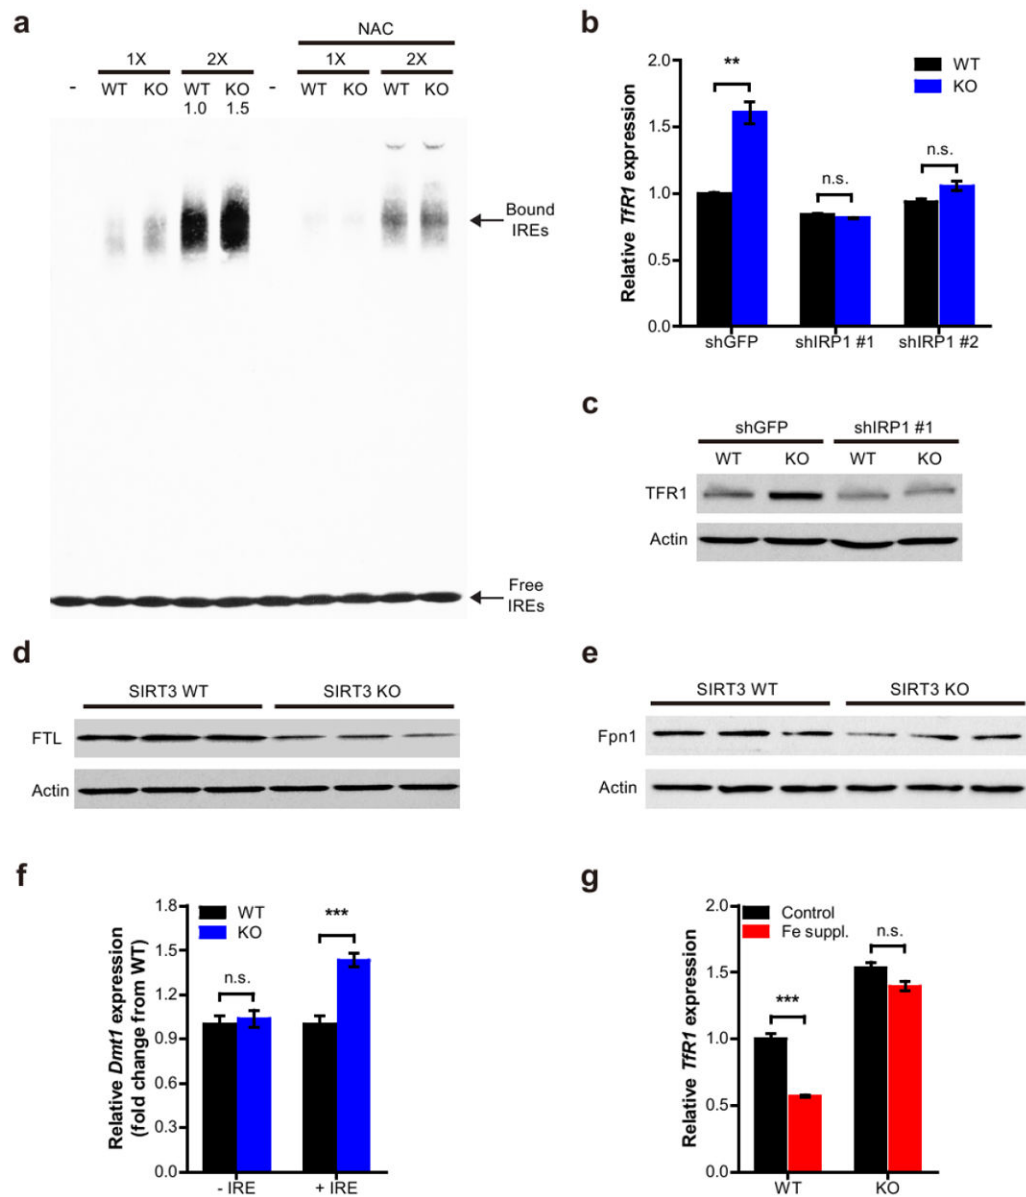 a
NAC
1X 2X 1X 2X
- WT KO WT KO - WT KO WT KO
1.0 1.5
Bound
IREs
Free
IREs
b
WT
KO
Relative TfR1 expression
2.0
1.5
1.0
0.5
0.0
**
n.s.
n.s.
shGFP shIRP1 #1 shIRP1 #2
c
shGFP shIRP1 #1
WT KO WT KO
TFR1
Actin
d
SIRT3 WT SIRT3 KO
FTL
Actin
e
SIRT3 WT SIRT3 KO
Fpn1
Actin
f
WT
KO
Relative Dmt1 expression
(fold change from WT)
1.8
1.5
1.2
0.9
0.6
0.3
0.0
n.s.
***
- IRE + IRE
g
Control
Fe suppl.
Relative TfR1 expression
2.0
1.5
1.0
0.5
0.0
***
n.s.
WT KO